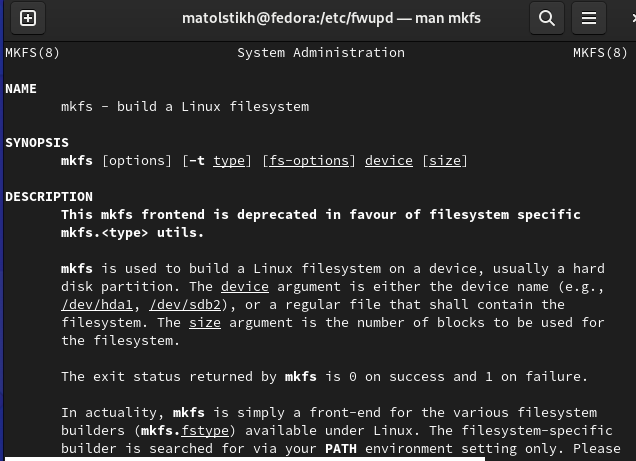 matolstikh@fedora:/etc/fwupd — man mkfs
MKFS(8) System Administration MKFS(8)
NAME
mkfs - build a Linux filesystem
SYNOPSIS
mkfs [options] [-t type] [fs-options] device [size]
DESCRIPTION
This mkfs frontend is deprecated in favour of filesystem specific
mkfs.<type> utils.
mkfs is used to build a Linux filesystem on a device, usually a hard
disk partition. The device argument is either the device name (e.g.,
/dev/hda1, /dev/sdb2), or a regular file that shall contain the
filesystem. The size argument is the number of blocks to be used for
the filesystem.
The exit status returned by mkfs is 0 on success and 1 on failure.
In actuality, mkfs is simply a front-end for the various filesystem
builders (mkfs.fstype) available under Linux. The filesystem-specific
builder is searched for via your PATH environment setting only. Please